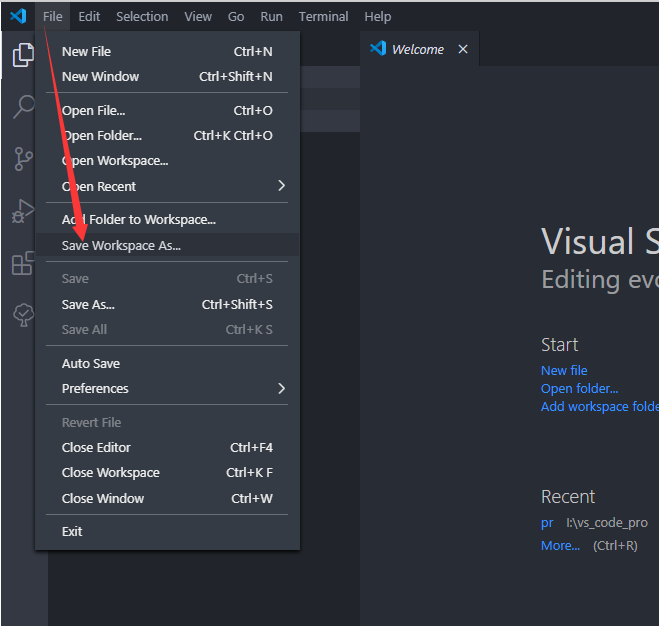 File Edit Selection View Go Run Terminal Help
New File Ctrl+N
New Window Ctrl+Shift+N
Open File... Ctrl+O
Open Folder... Ctrl+K Ctrl+O
Open Workspace...
Open Recent
Add Folder to Workspace...
Save Workspace As...
Save Ctrl+S
Save As... Ctrl+Shift+S
Save All Ctrl+K S
Auto Save
Preferences
Revert File
Close Editor Ctrl+F4
Close Workspace Ctrl+K F
Close Window Ctrl+W
Exit
Welcome
Visual S
Editing evo
Start
New file
Open folder...
Add workspace folde
Recent
pr I:\vs_code_pro
More... (Ctrl+R)